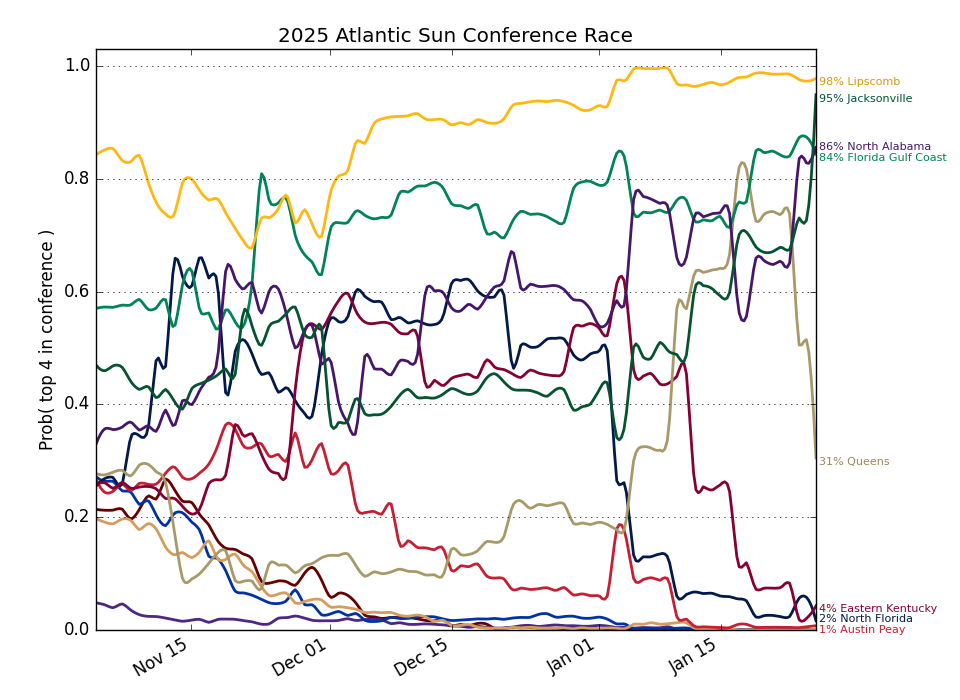 2025 Atlantic Sun Conference Race
Prob( top 4 in conference )
1.0
0.8
0.6
0.4
0.2
0.0
Nov 15
Dec 01
Dec 15
Jan 01
Jan 15
98% Lipscomb
95% Jacksonville
86% North Alabama
84% Florida Gulf Coast
31% Queens
4% Eastern Kentucky
2% North Florida
1% Austin Peay